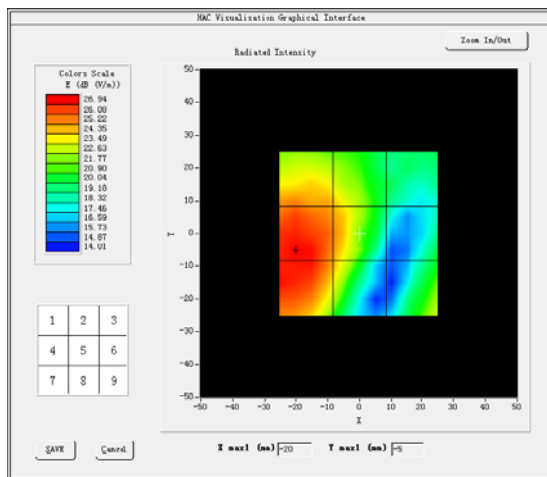 HAC Visualisation Graphical Interface
Zoom In/Out
Radiated Intensity
Colors Scale
E (dB (V/m))
26.94
26.08
25.22
24.35
23.49
22.63
21.77
20.90
20.04
19.18
18.32
17.46
16.59
15.73
14.87
14.01
50
40
30
20
10
0
-10
-20
-30
-40
-50
Y
-50 -40 -30 -20 -10 0 10 20 30 40 50
X
1 2 3
4 5 6
7 8 9
SAVE
Cancel
X max1 (mm) -20
Y max1 (mm) -5